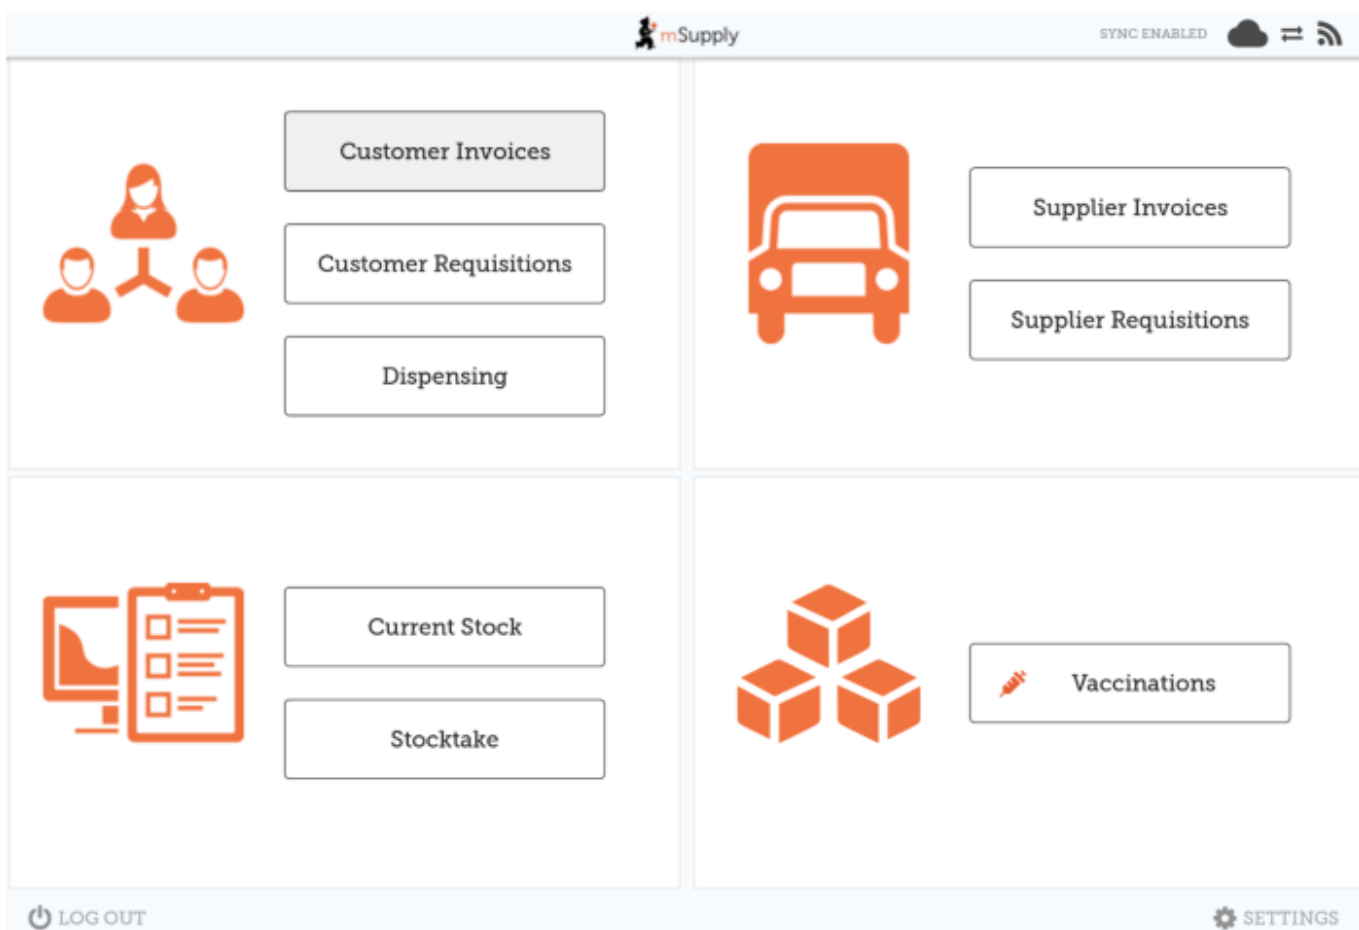 mSupply
SYNC ENABLED
Customer Invoices
Customer Requisitions
Dispensing
Supplier Invoices
Supplier Requisitions
Current Stock
Stocktake
Vaccinations
LOG OUT
SETTINGS